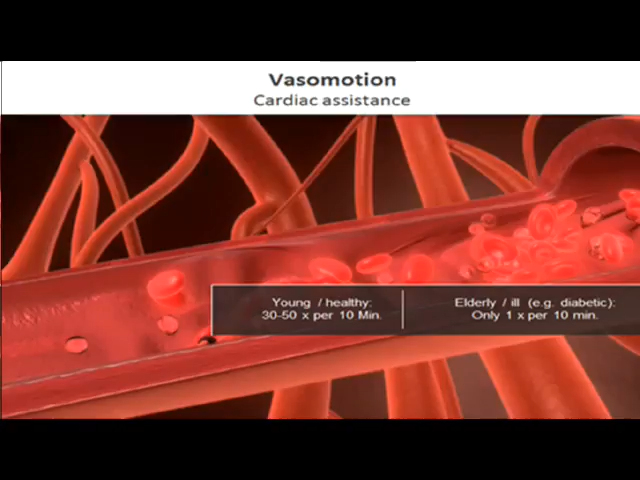 Vasomotion
Cardiac assistance
Young / healthy:
30-50 x per 10 Min.
Elderly / ill (e.g. diabetic):
Only 1 x per 10 min.